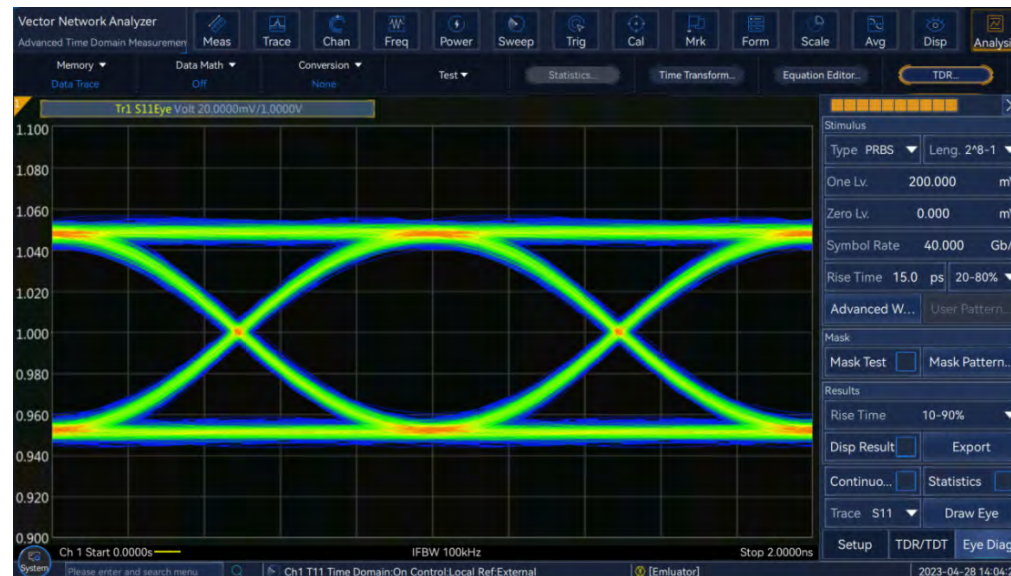 Vector Network Analyzer
Advanced Time Domain Measuremen
Meas Trace Chan Freq Power Sweep Trig Cal Mrk Form Scale Avg Disp Analysis
Memory Data Math Conversion Test Statistics... Time Transform... Equation Editor... TDR...
Data Trace Off None
1 Tr1 S11Eye Volt 20.0000mV/1.0000V
1.100
1.080
1.060
1.040
1.020
1.000
0.980
0.960
0.940
0.920
0.900
Stimulus
Type PRBS Leng. 2^8-1
One Lv. 200.000 m
Zero Lv. 0.000 m
Symbol Rate 40.000 Gb/
Rise Time 15.0 ps 20-80%
Advanced W... User Pattern...
Mask
Mask Test Mask Pattern...
Results
Rise Time 10-90%
Disp Result Export
Continuo... Statistics
Trace S11 Draw Eye
Setup TDR/TDT Eye Diag
Ch 1 Start 0.0000s IFBW 100kHz Stop 2.0000ns
System Please enter and search menu Ch1 T11 Time Domain:On Control:Local Ref:External [Emluator] 2023-04-28 14:04:2